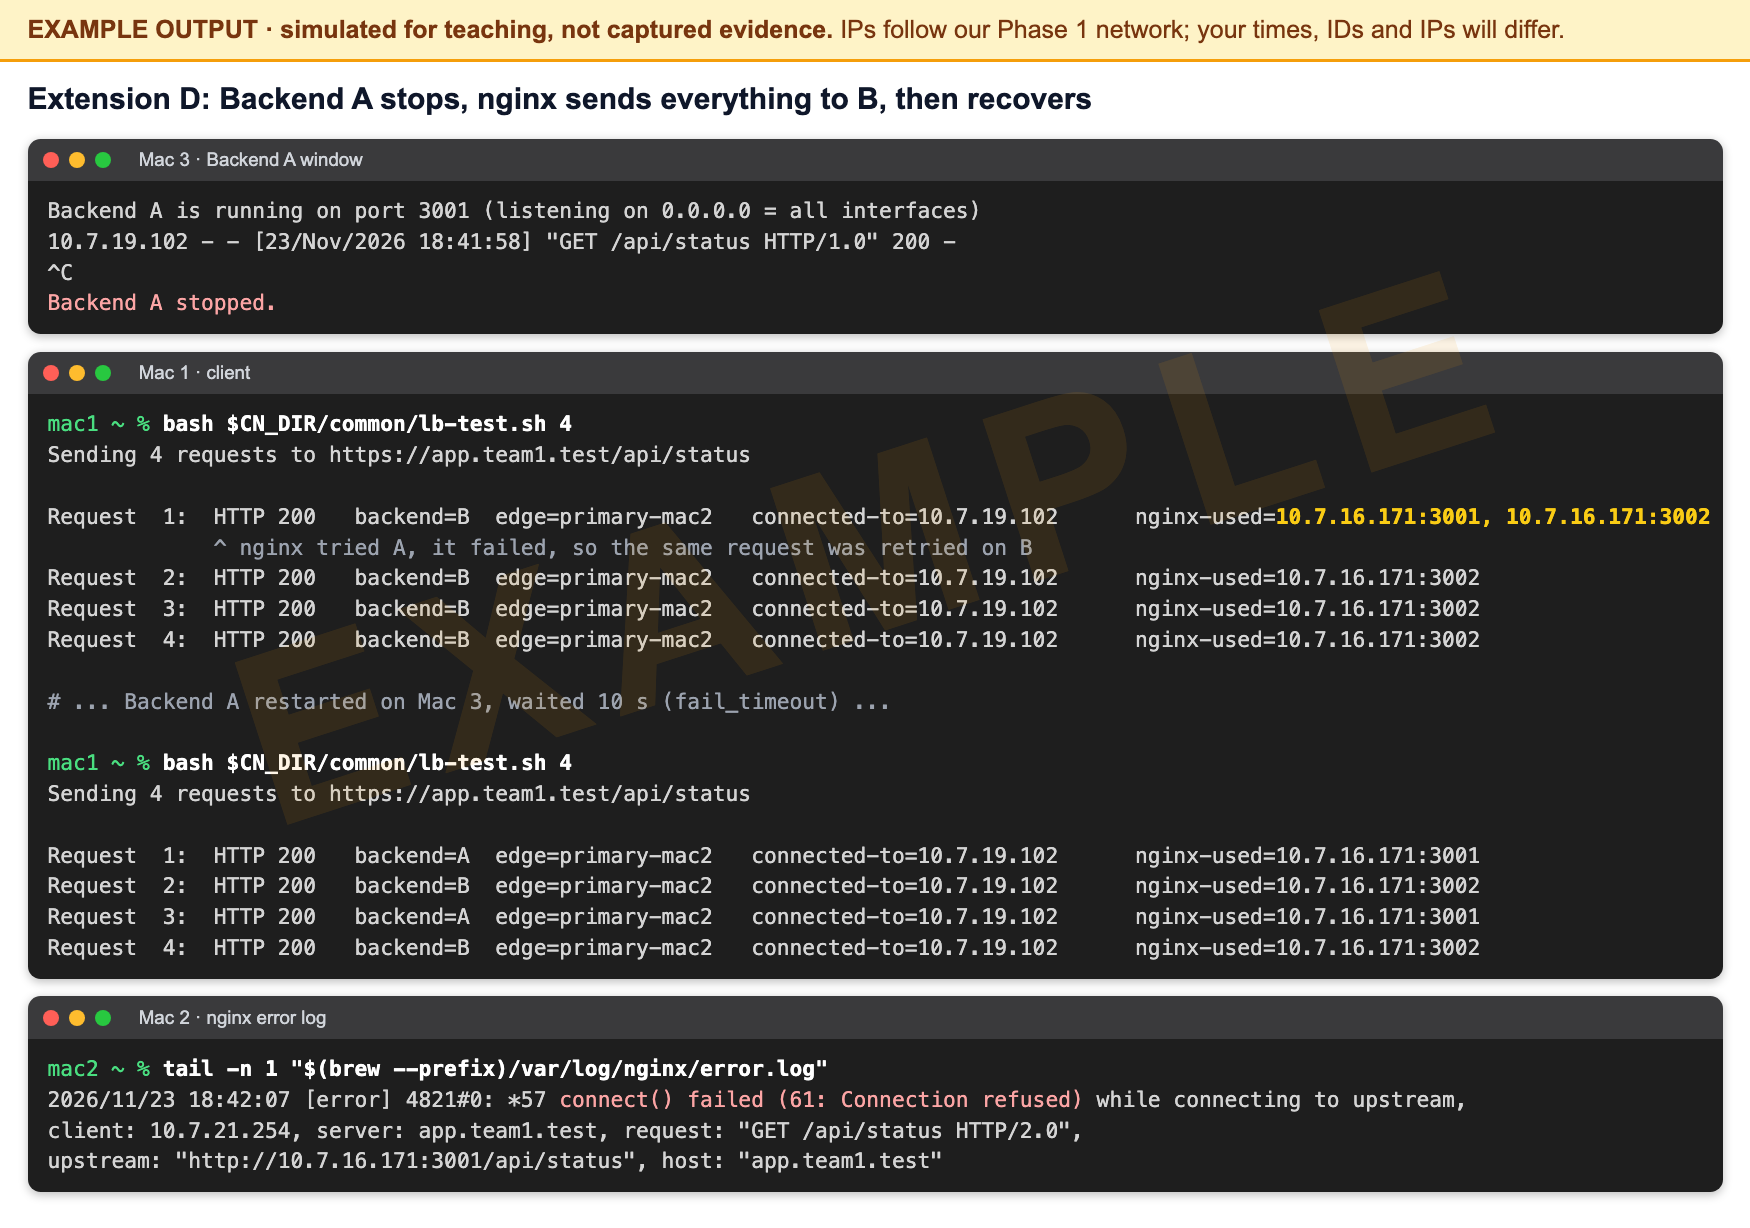 EXAMPLE OUTPUT · simulated for teaching, not captured evidence. IPs follow our Phase 1 network; your times, IDs and IPs will differ.
Extension D: Backend A stops, nginx sends everything to B, then recovers
Mac 3 · Backend A window
Backend A is running on port 3001 (listening on 0.0.0.0 = all interfaces)
10.7.19.102 - - [23/Nov/2026 18:41:58] "GET /api/status HTTP/1.0" 200 -
^C
Backend A stopped.
Mac 1 · client
mac1 ~ % bash $CN_DIR/common/lb-test.sh 4
Sending 4 requests to https://app.team1.test/api/status
Request  1:  HTTP 200   backend=B  edge=primary-mac2   connected-to=10.7.19.102      nginx-used=10.7.16.171:3001, 10.7.16.171:3002
^ nginx tried A, it failed, so the same request was retried on B
Request  2:  HTTP 200   backend=B  edge=primary-mac2   connected-to=10.7.19.102      nginx-used=10.7.16.171:3002
Request  3:  HTTP 200   backend=B  edge=primary-mac2   connected-to=10.7.19.102      nginx-used=10.7.16.171:3002
Request  4:  HTTP 200   backend=B  edge=primary-mac2   connected-to=10.7.19.102      nginx-used=10.7.16.171:3002
# ... Backend A restarted on Mac 3, waited 10 s (fail_timeout) ...
mac1 ~ % bash $CN_DIR/common/lb-test.sh 4
Sending 4 requests to https://app.team1.test/api/status
Request  1:  HTTP 200   backend=A  edge=primary-mac2   connected-to=10.7.19.102      nginx-used=10.7.16.171:3001
Request  2:  HTTP 200   backend=B  edge=primary-mac2   connected-to=10.7.19.102      nginx-used=10.7.16.171:3002
Request  3:  HTTP 200   backend=A  edge=primary-mac2   connected-to=10.7.19.102      nginx-used=10.7.16.171:3001
Request  4:  HTTP 200   backend=B  edge=primary-mac2   connected-to=10.7.19.102      nginx-used=10.7.16.171:3002
EXAMPLE
Mac 2 · nginx error log
mac2 ~ % tail -n 1 "$(brew --prefix)/var/log/nginx/error.log"
2026/11/23 18:42:07 [error] 4821#0: *57 connect() failed (61: Connection refused) while connecting to upstream,
client: 10.7.21.254, server: app.team1.test, request: "GET /api/status HTTP/2.0",
upstream: "http://10.7.16.171:3001/api/status", host: "app.team1.test"